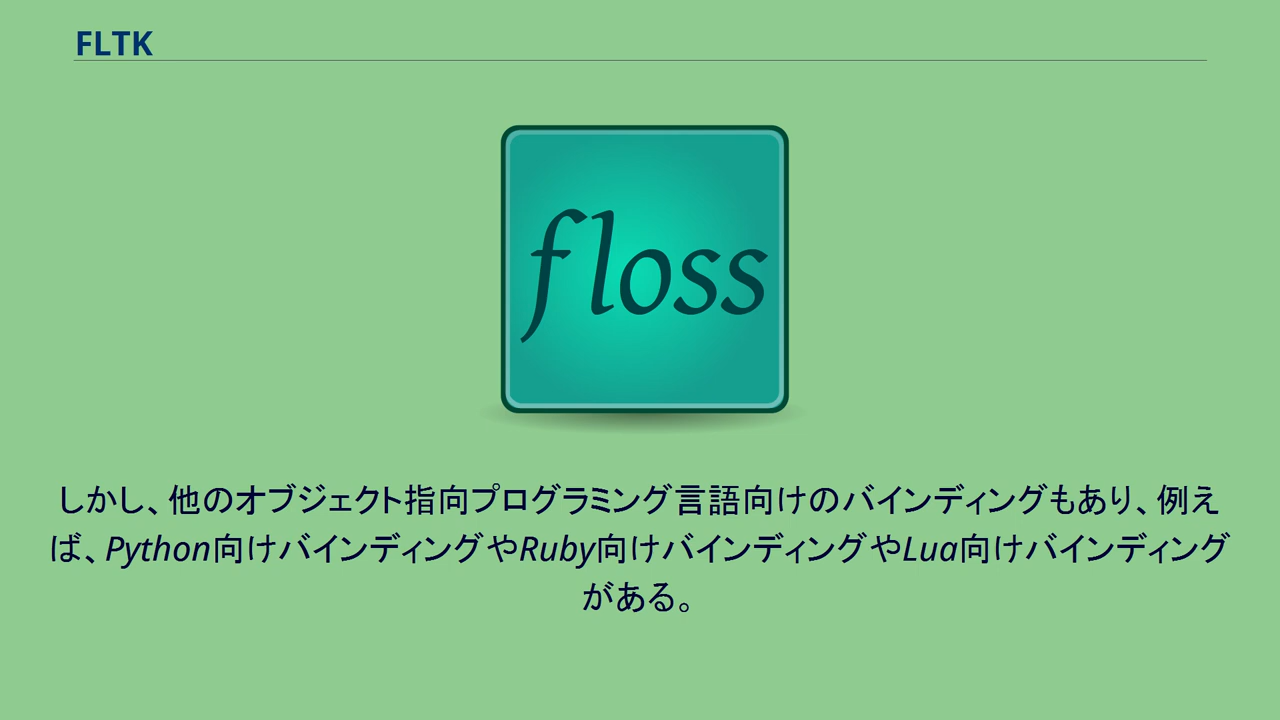 FLTK
floss
しかし、他のオブジェクト指向プログラミング言語向けのバインディングもあり、例え
ば、Python向けバインディングやRuby向けバインディングやLua向けバインディング
がある。